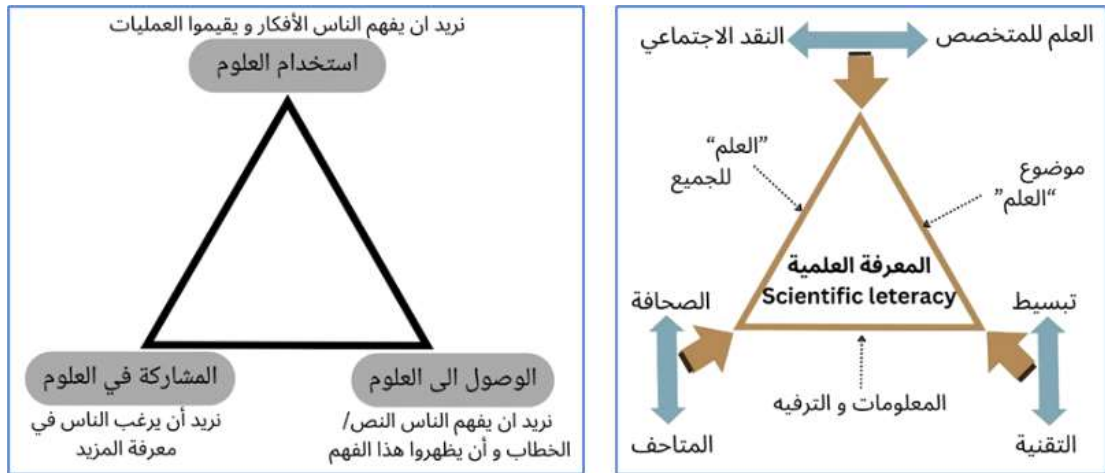 نريد ان يفهم الناس الأفكار و يقيموا العمليات
استخدام العلوم
المشاركة في العلوم
نريد أن يرغب الناس في
معرفة المزيد
الوصول الى العلوم
نريد ان يفهم الناس النص/
الخطاب و أن يظهروا هذا الفهم
العلم للمتخصص
النقد الاجتماعي
موضوع
“العلم”
“العلم”
للجميع
المعرفة العلمية
Scientific leteracy
تبسيط
التقنية
الصحافة
المتاحف
المعلومات و الترفيه